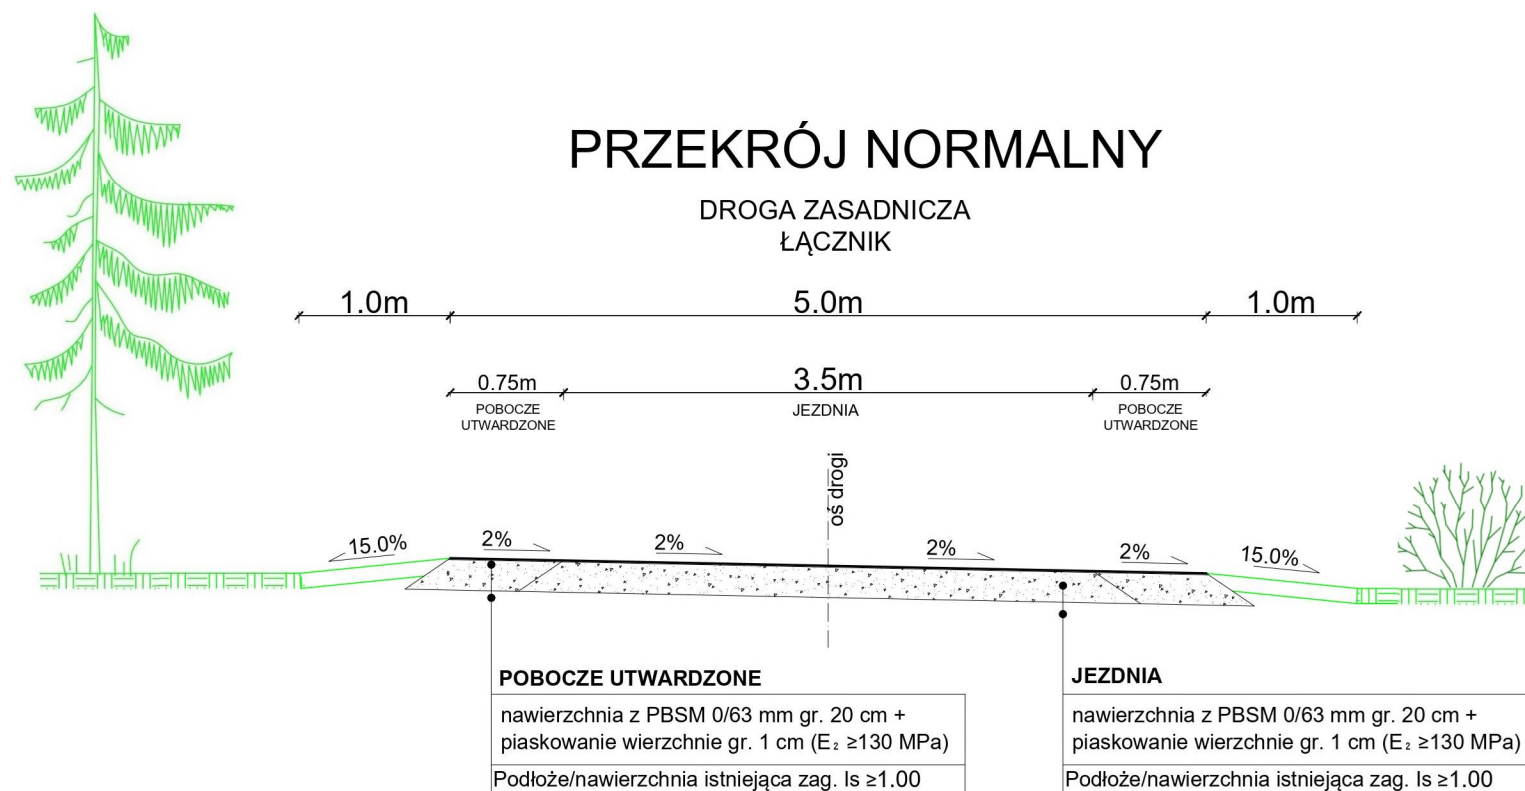 PRZEKRÓJ NORMALNY
DROGA ZASADNICZA
ŁĄCZNIK
1.0m 5.0m 1.0m
0.75m 3.5m 0.75m
POBOCZE UTWARDZONE JEZDNIA POBOCZE UTWARDZONE
oś drogi
15.0% 2% 2% 2% 2% 15.0%
POBOCZE UTWARDZONE
nawierzchnia z PBSM 0/63 mm gr. 20 cm +
piaskowanie wierzchnie gr. 1 cm (E₂ ≥130 MPa)
Podłoże/nawierzchnia istniejąca zag. Is ≥1.00
JEZDNIA
nawierzchnia z PBSM 0/63 mm gr. 20 cm +
piaskowanie wierzchnie gr. 1 cm (E₂ ≥130 MPa)
Podłoże/nawierzchnia istniejąca zag. Is ≥1.00